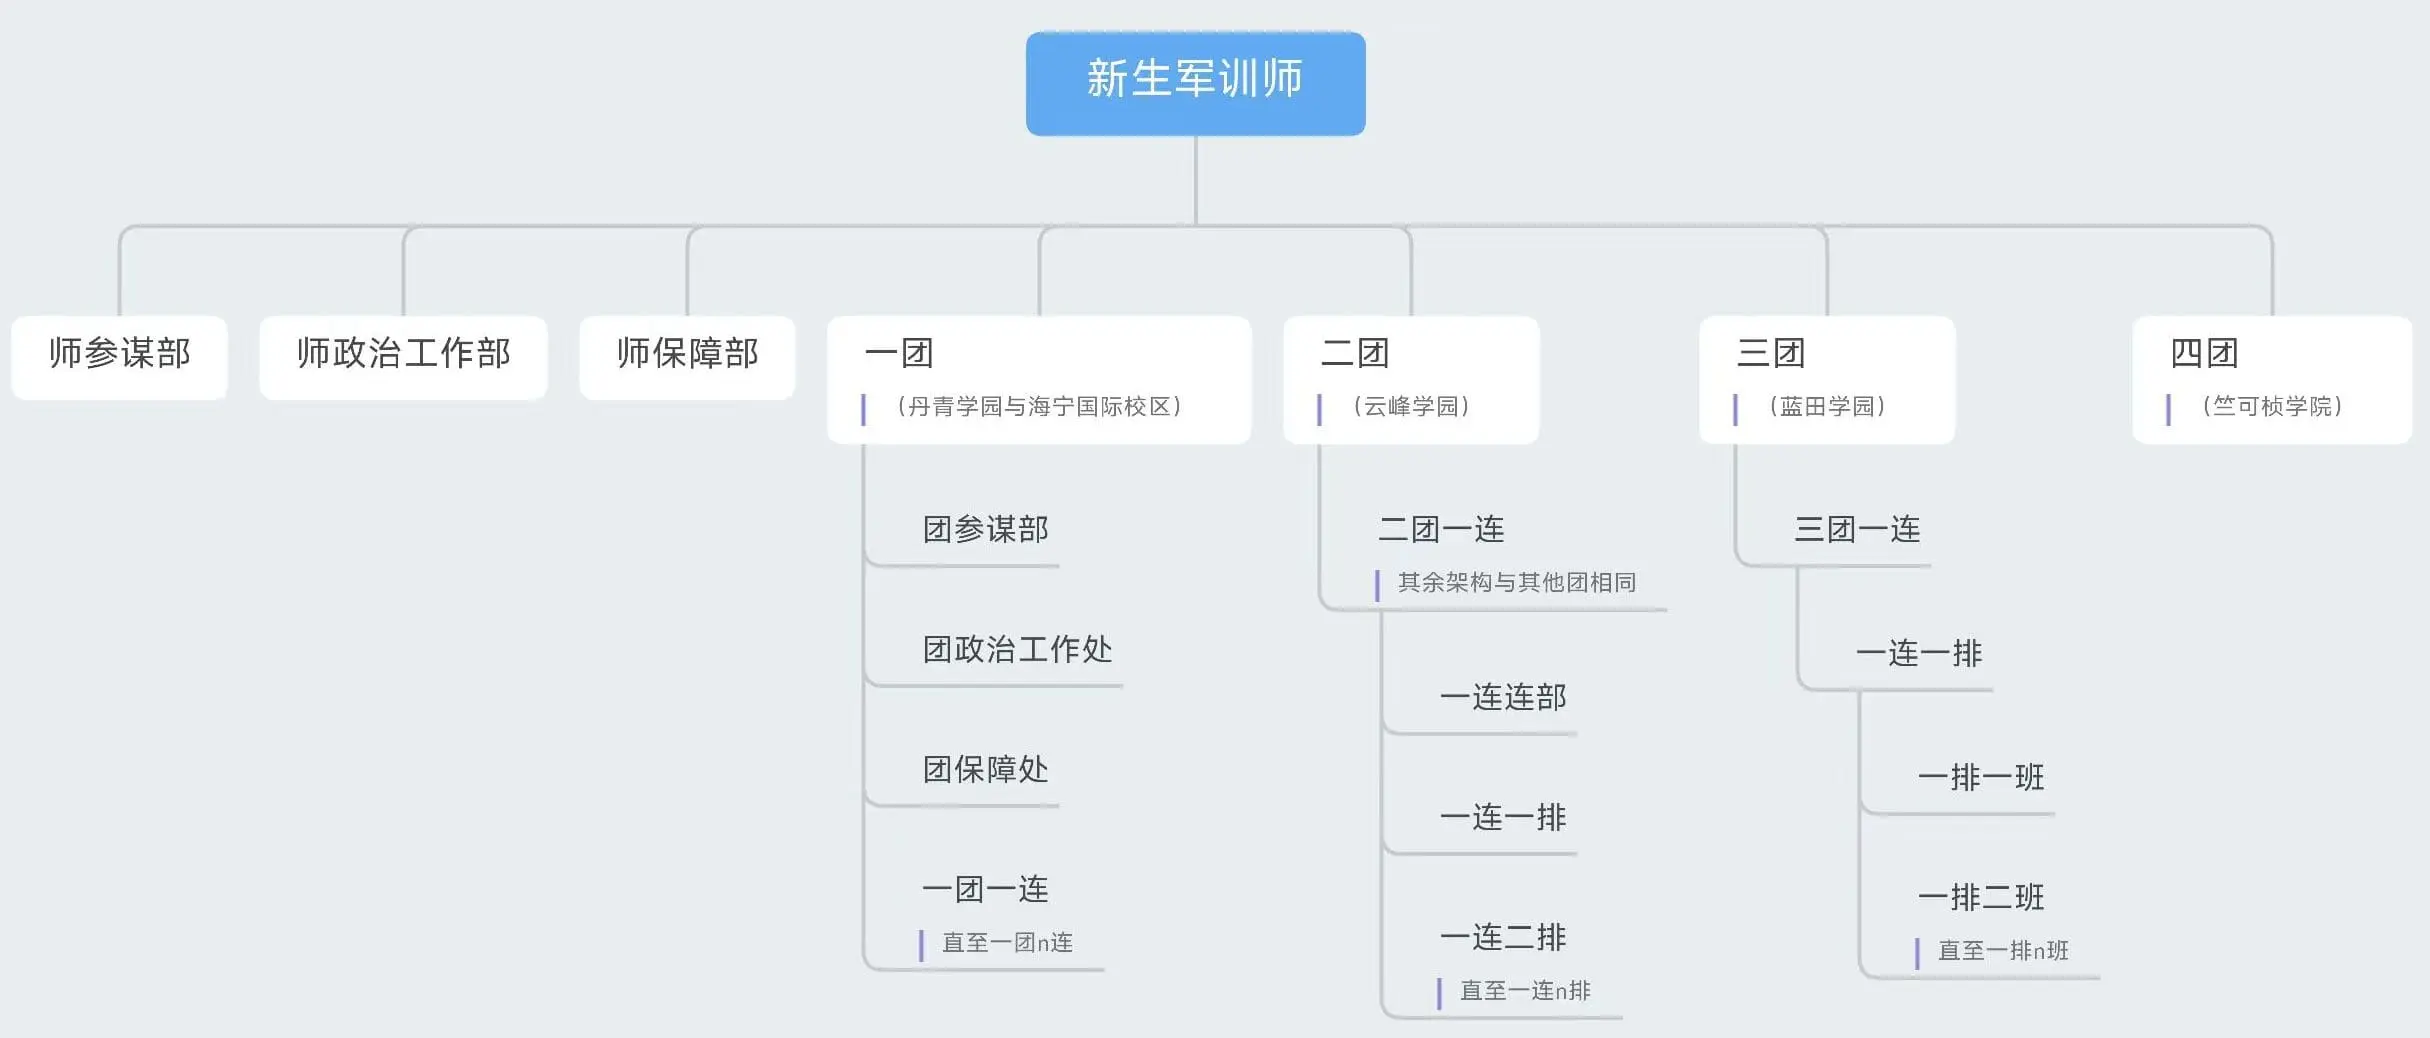 新生军训师
师参谋部
师政治工作部
师保障部
一团
（丹青学园与海宁国际校区）
二团
（云峰学园）
三团
（蓝田学园）
四团
（竺可桢学院）
团参谋部
团政治工作处
团保障处
一团一连
直至一团n连
二团一连
其余架构与其他团相同
一连连部
一连一排
一连二排
直至一连n排
三团一连
一连一排
一排一班
一排二班
直至一排n班